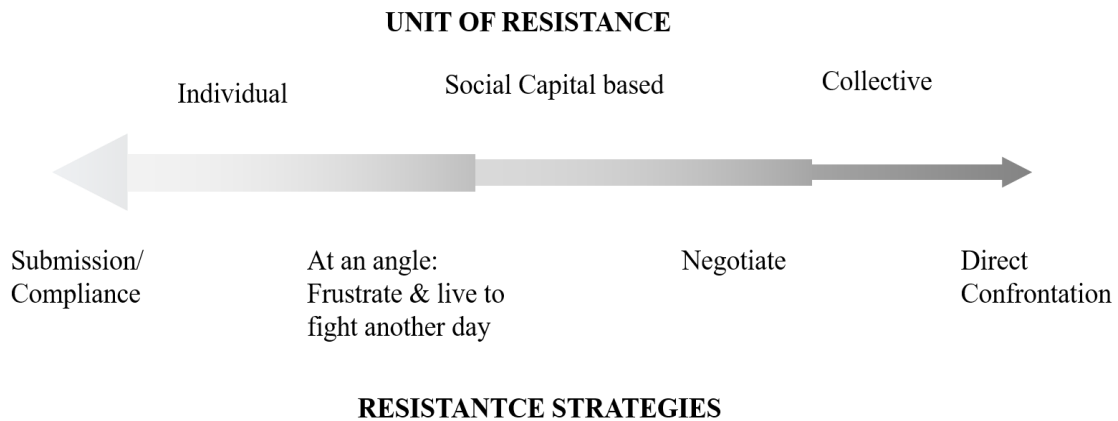 UNIT OF RESISTANCE
Individual
Social Capital based
Collective
Submission/
Compliance
At an angle:
Frustrate & live to
fight another day
Negotiate
Direct
Confrontation
RESISTANTCE STRATEGIES